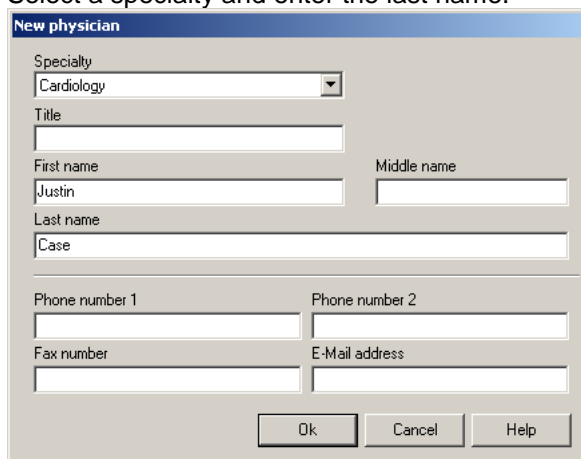 Select a specialty and enter the last name.
New physician
Specialty
Cardiology
Title
First name Middle name
Justin
Last name
Case
Phone number 1 Phone number 2
Fax number E-Mail address
Ok Cancel Help